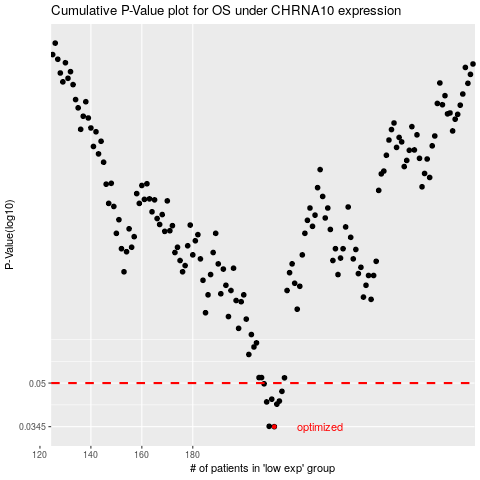 Cumulative P-Value plot for OS under CHRNA10 expression
P-Value(log10)
0.05
0.0345
optimized
120 140 160 180
# of patients in 'low exp' group